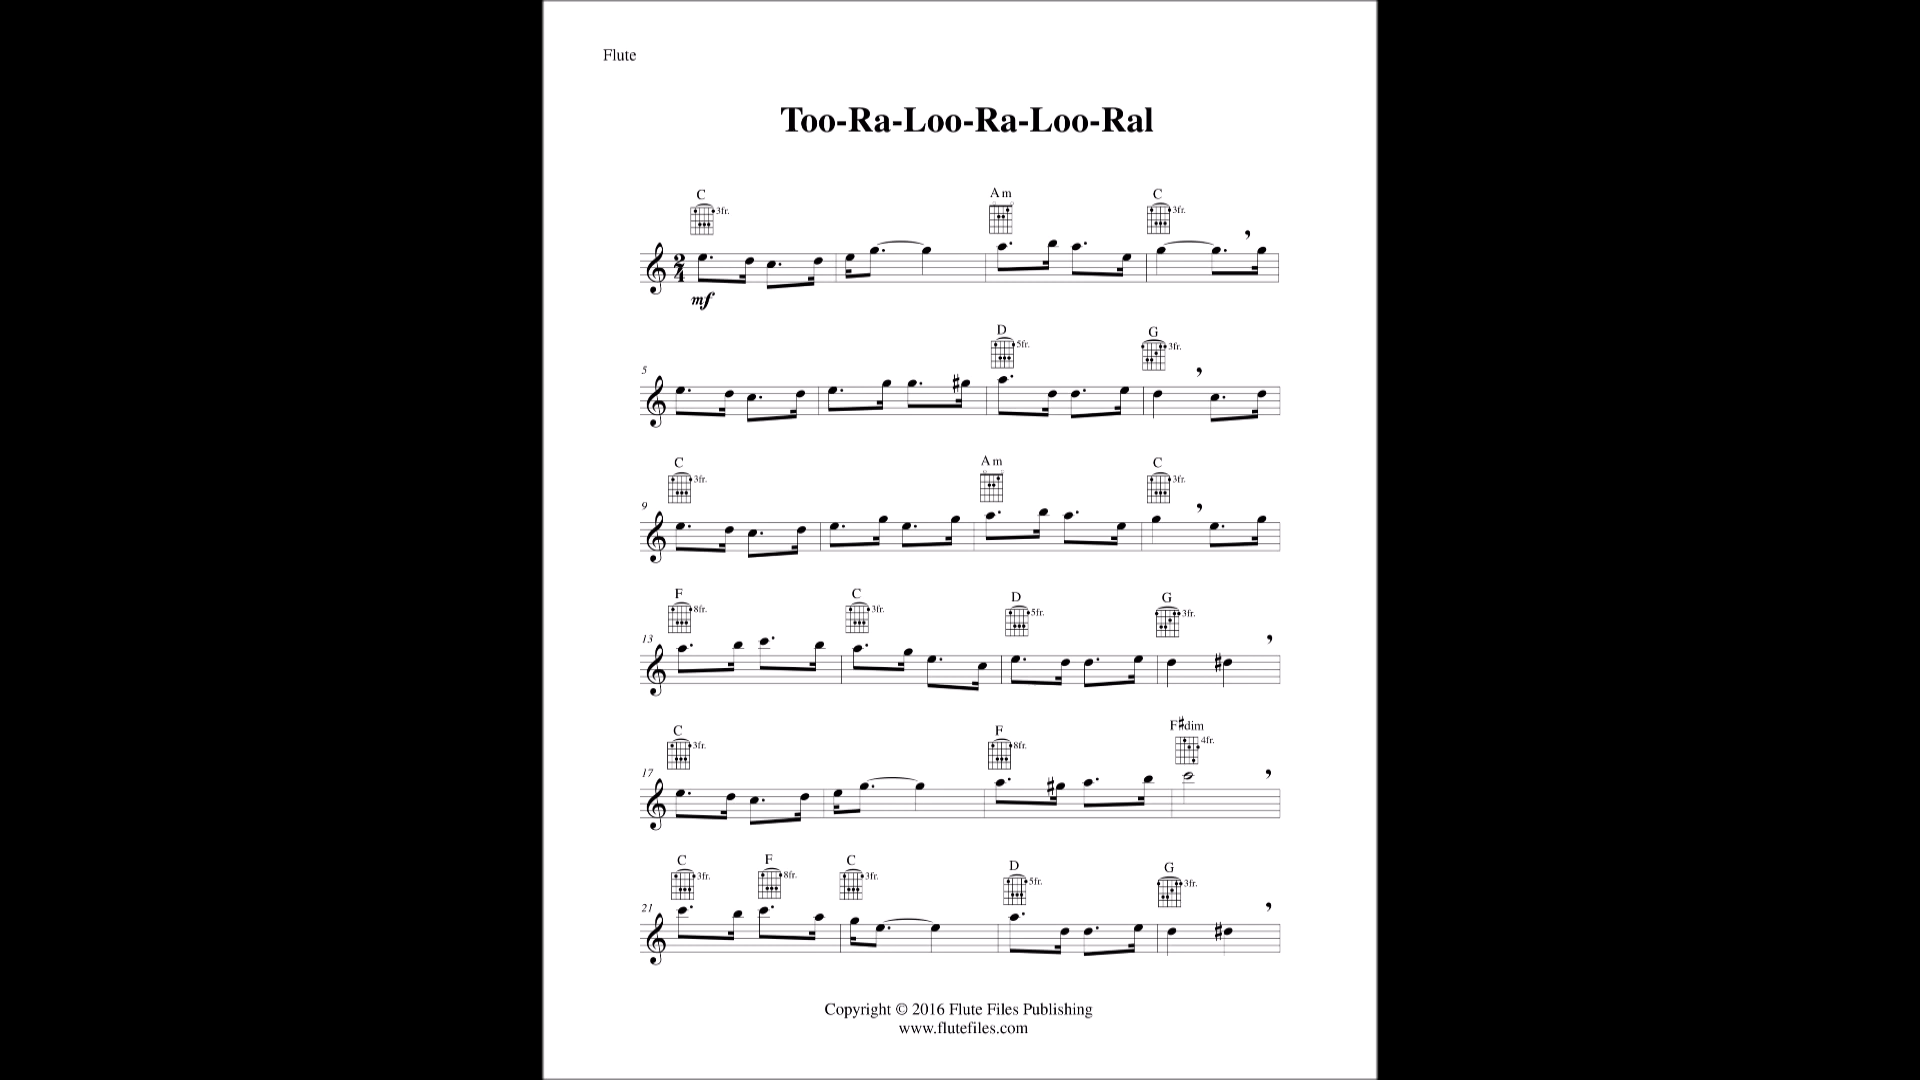 Flute
Too-Ra-Loo-Ra-Loo-Ral
C 3fr. Am C 3fr.
2
4
mf
D 5fr. G 3fr.
5
C 3fr. Am C 3fr.
9
F 8fr. C 3fr. D 5fr. G 3fr.
13
C 3fr. F 8fr. F#dim 4fr.
17
C 3fr. F 8fr. C 3fr. D 5fr. G 3fr.
21
Copyright © 2016 Flute Files Publishing
www.flutefiles.com